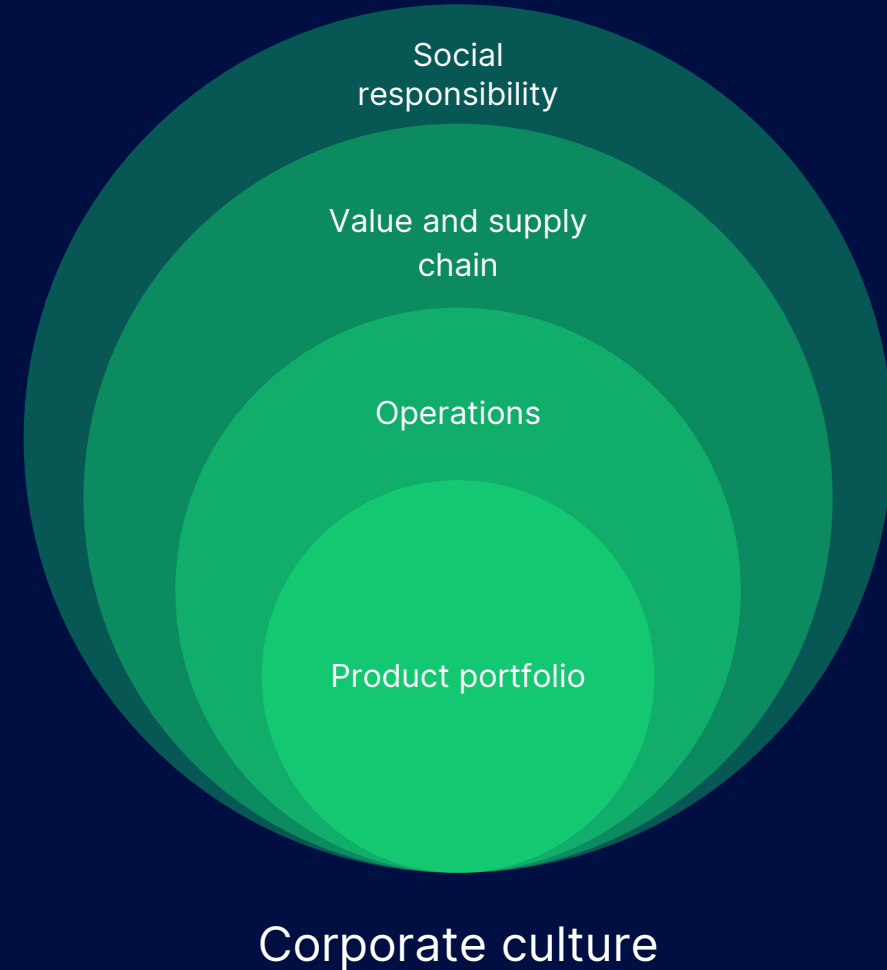 Social
responsibility
Value and supply
chain
Operations
Product portfolio
Corporate culture